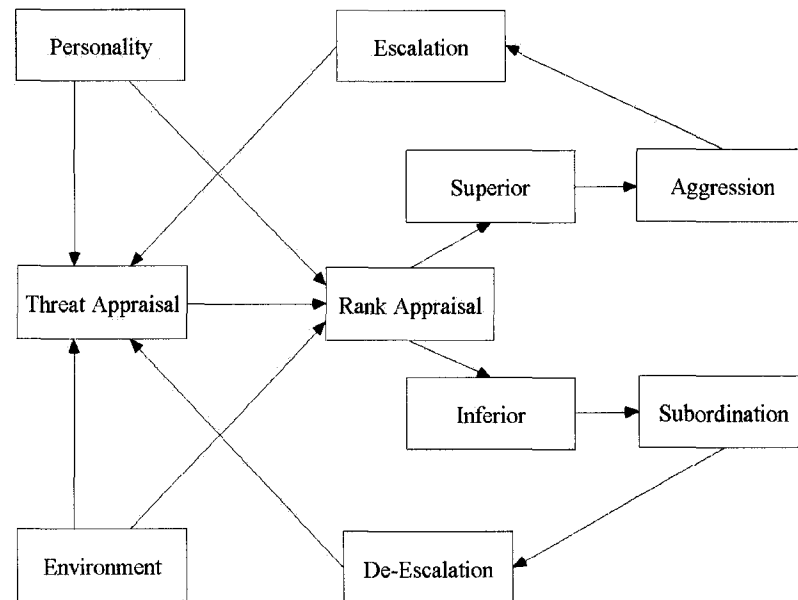 Personality
Escalation
Superior
Aggression
Threat Appraisal
Rank Appraisal
Inferior
Subordination
Environment
De-Escalation